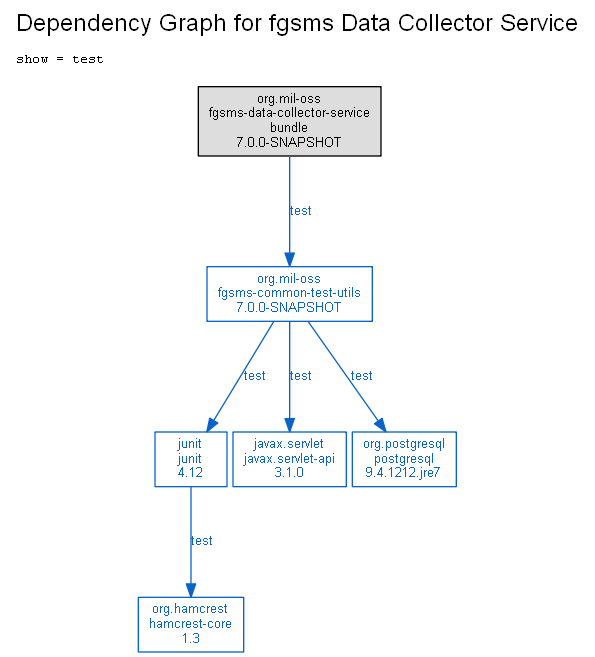 Dependency Graph for fgsms Data Collector Service
show = test
org.mil-oss
fgsms-data-collector-service
bundle
7.0.0-SNAPSHOT
test
org.mil-oss
fgsms-common-test-utils
7.0.0-SNAPSHOT
test
test
test
junit
junit
4.12
javax.servlet
javax.servlet-api
3.1.0
org.postgresql
postgresql
9.4.1212.jre7
test
org.hamcrest
hamcrest-core
1.3